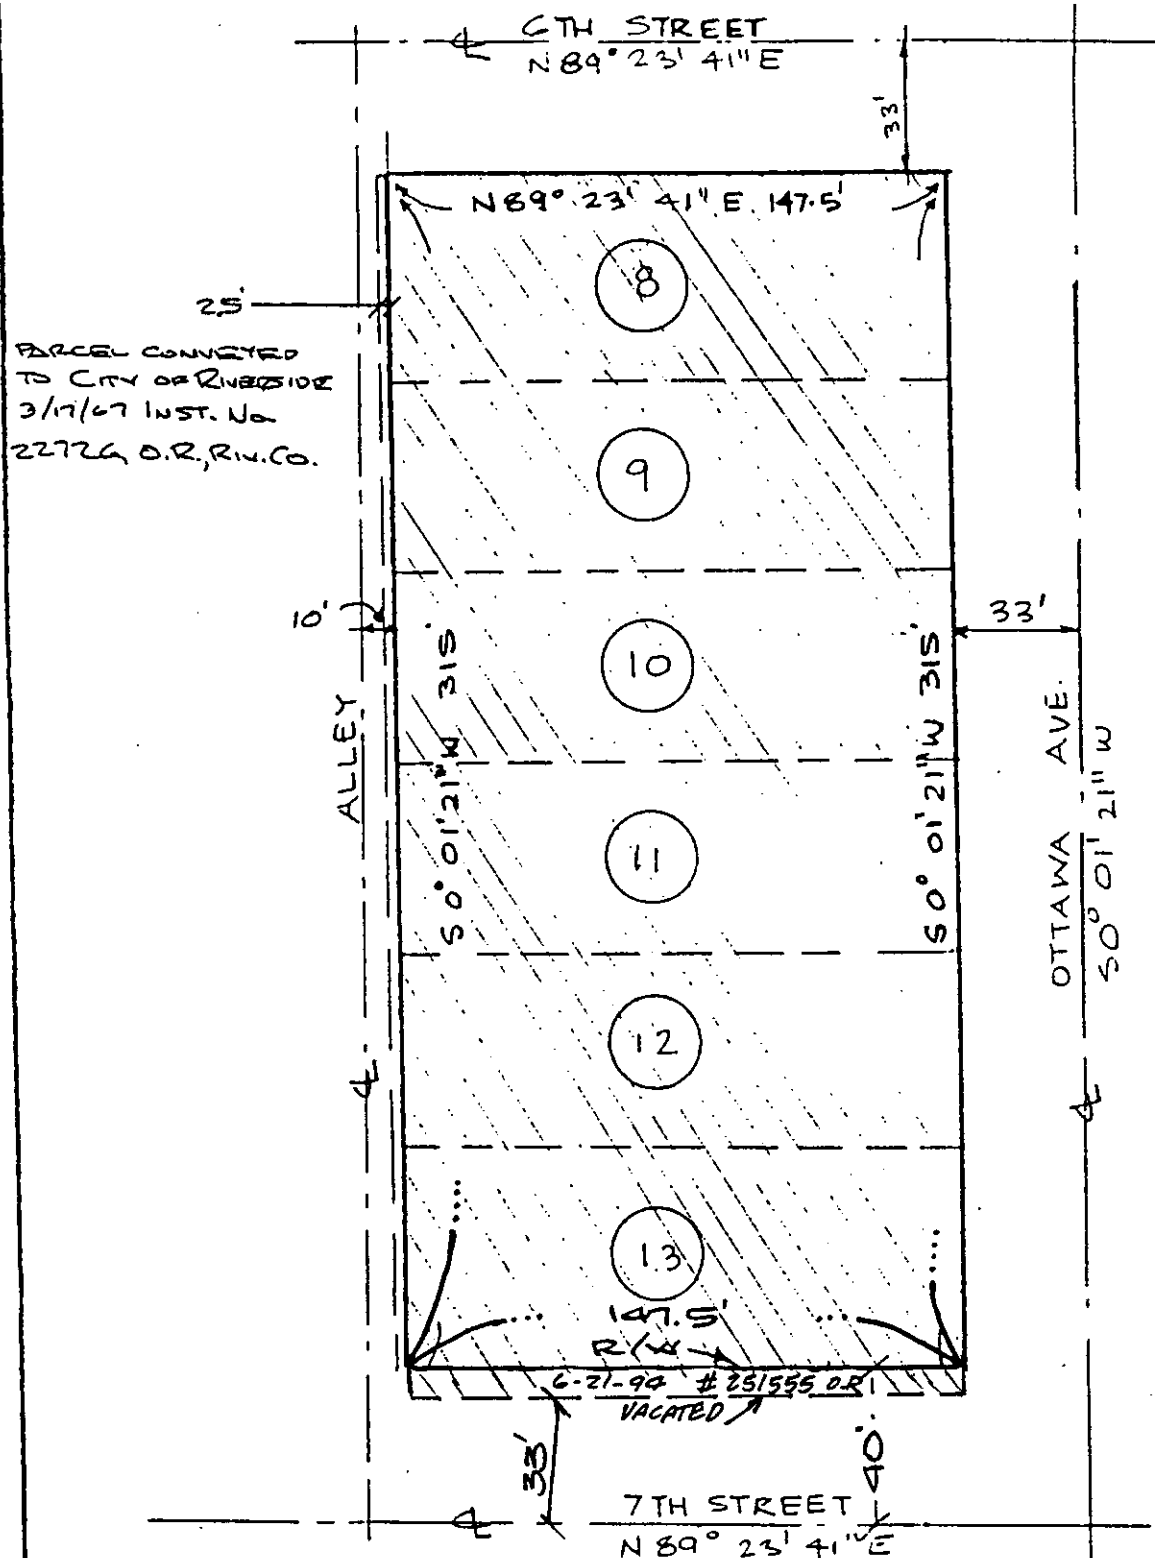 ℄ 6TH STREET
N 89° 23' 41" E
33'
N 89° 23' 41" E 147.5'
8
25'
PARCEL CONVEYED
TO CITY OF RIVERSIDE
3/17/67 INST. No
O.R., RIV. CO.
9
10'
33'
10
S 0° 01' 21" W 315'
S 0° 01' 21" W 315'
ALLEY
℄
OTTAWA AVE.
S 0° 01' 21" W
℄
11
12
13
147.5'
R/W
6-21-94 # 251555 O.R.
VACATED
33'
40'
℄ 7TH STREET
N 89° 23' 41" E